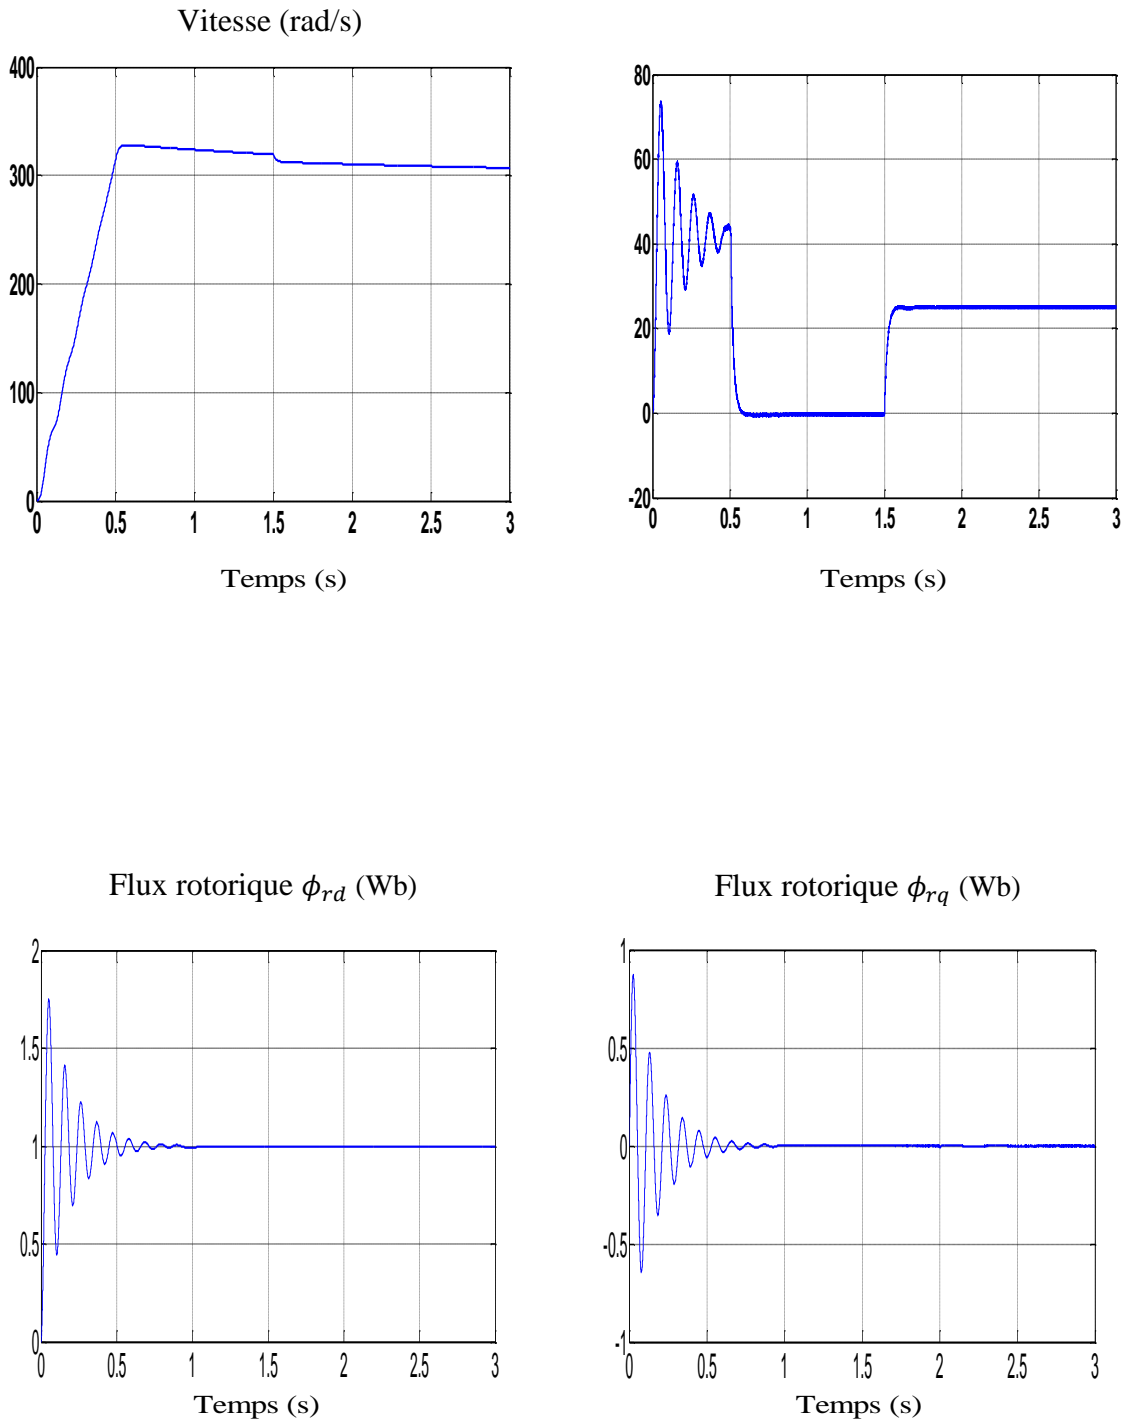 Vitesse (rad/s)
400
300
200
100
0
0 0.5 1 1.5 2 2.5 3
Temps (s)
80
60
40
20
0
-20
0 0.5 1 1.5 2 2.5 3
Temps (s)
Flux rotorique ϕrd (Wb)
2
1.5
1
0.5
0
0 0.5 1 1.5 2 2.5 3
Temps (s)
Flux rotorique ϕrq (Wb)
1
0.5
0
-0.5
-1
0 0.5 1 1.5 2 2.5 3
Temps (s)